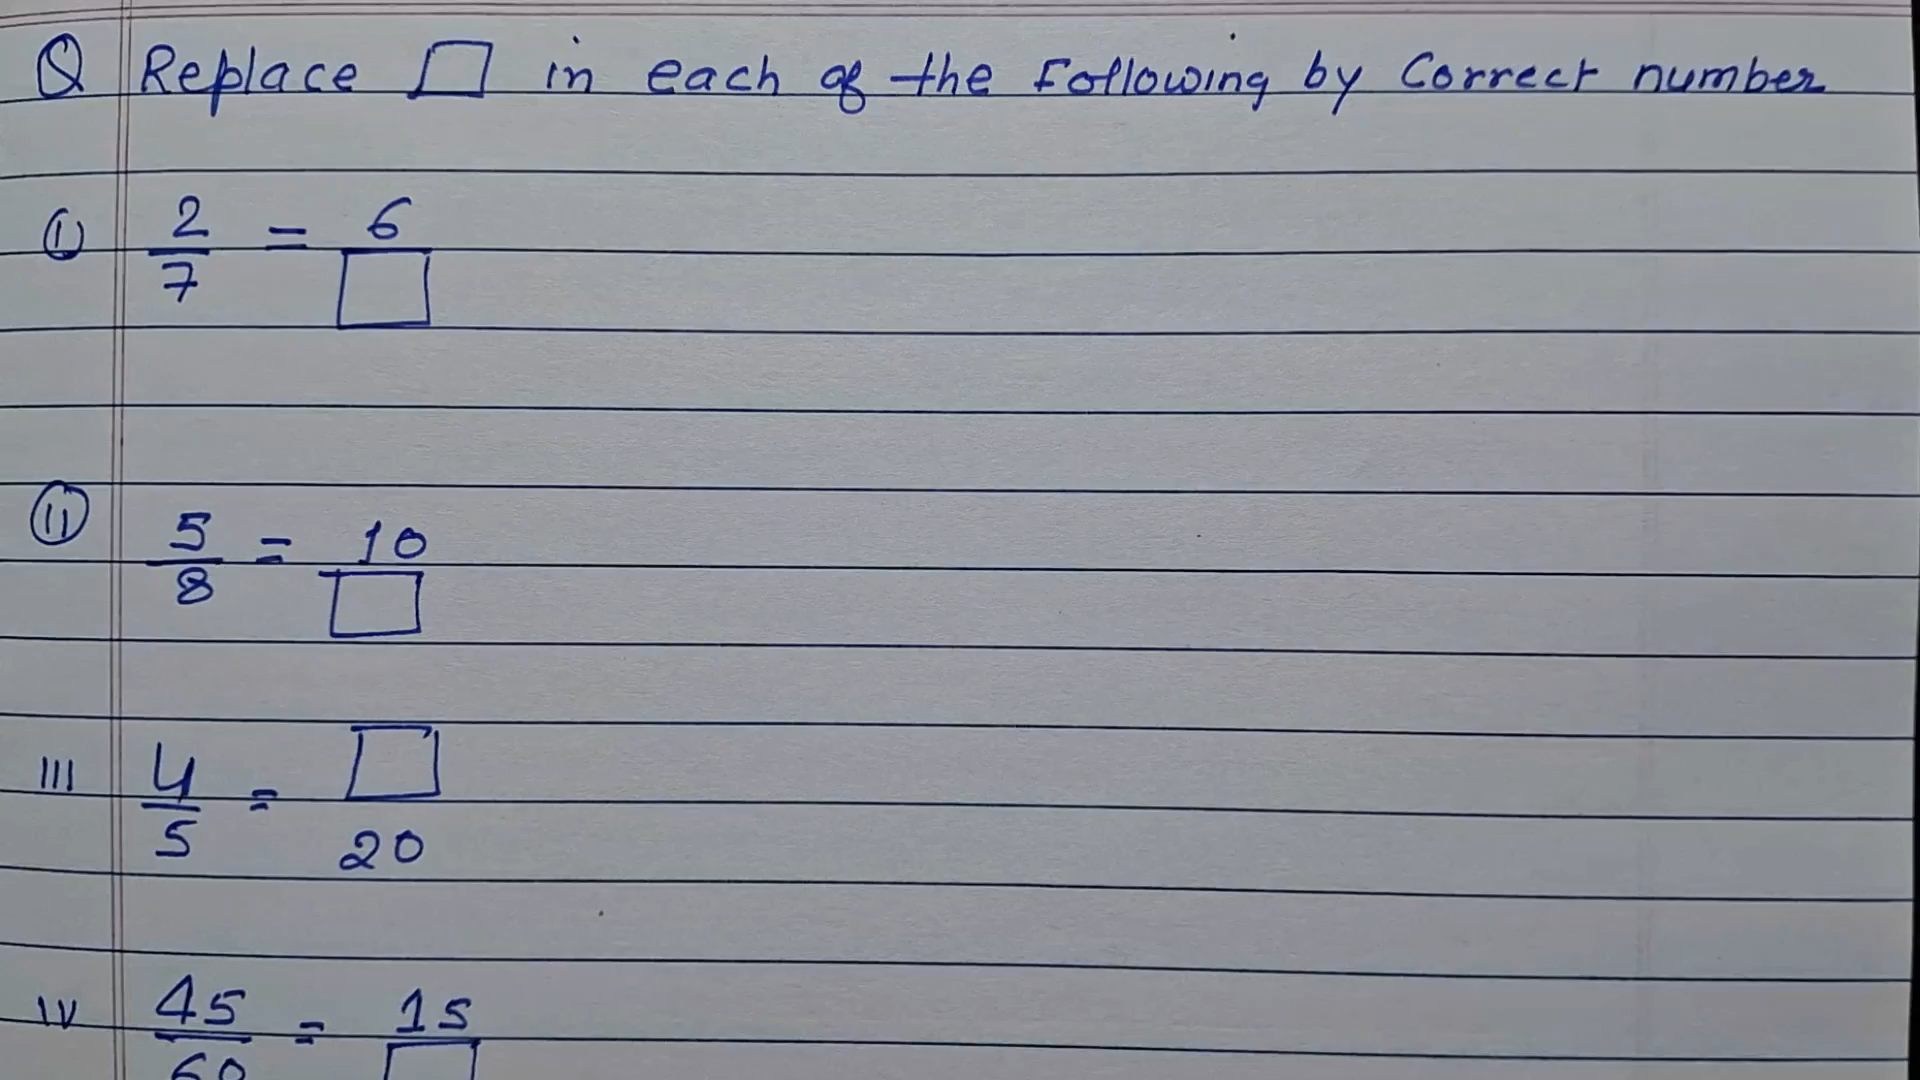 Q Replace □ in each of the following by Correct number
(i) 2/7 = 6/□
(ii) 5/8 = 10/□
III 4/5 = □/20
IV 45/60 = 15/□